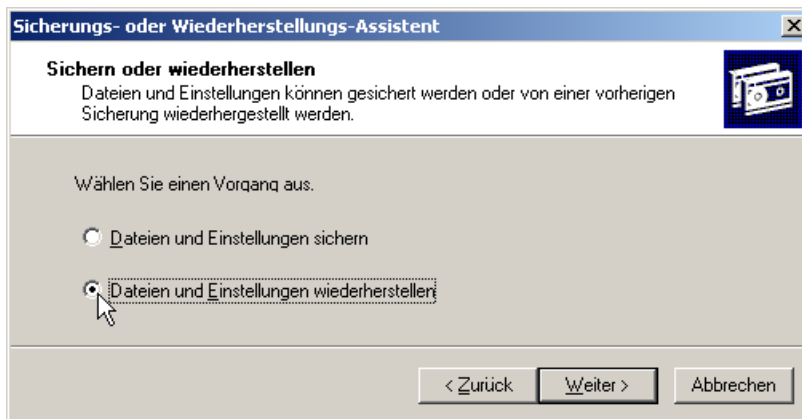 Sicherungs- oder Wiederherstellungs-Assistent
Sichern oder wiederherstellen
Dateien und Einstellungen können gesichert werden oder von einer vorherigen
Sicherung wiederhergestellt werden.
Wählen Sie einen Vorgang aus.
Dateien und Einstellungen sichern
Dateien und Einstellungen wiederherstellen
< Zurück Weiter > Abbrechen